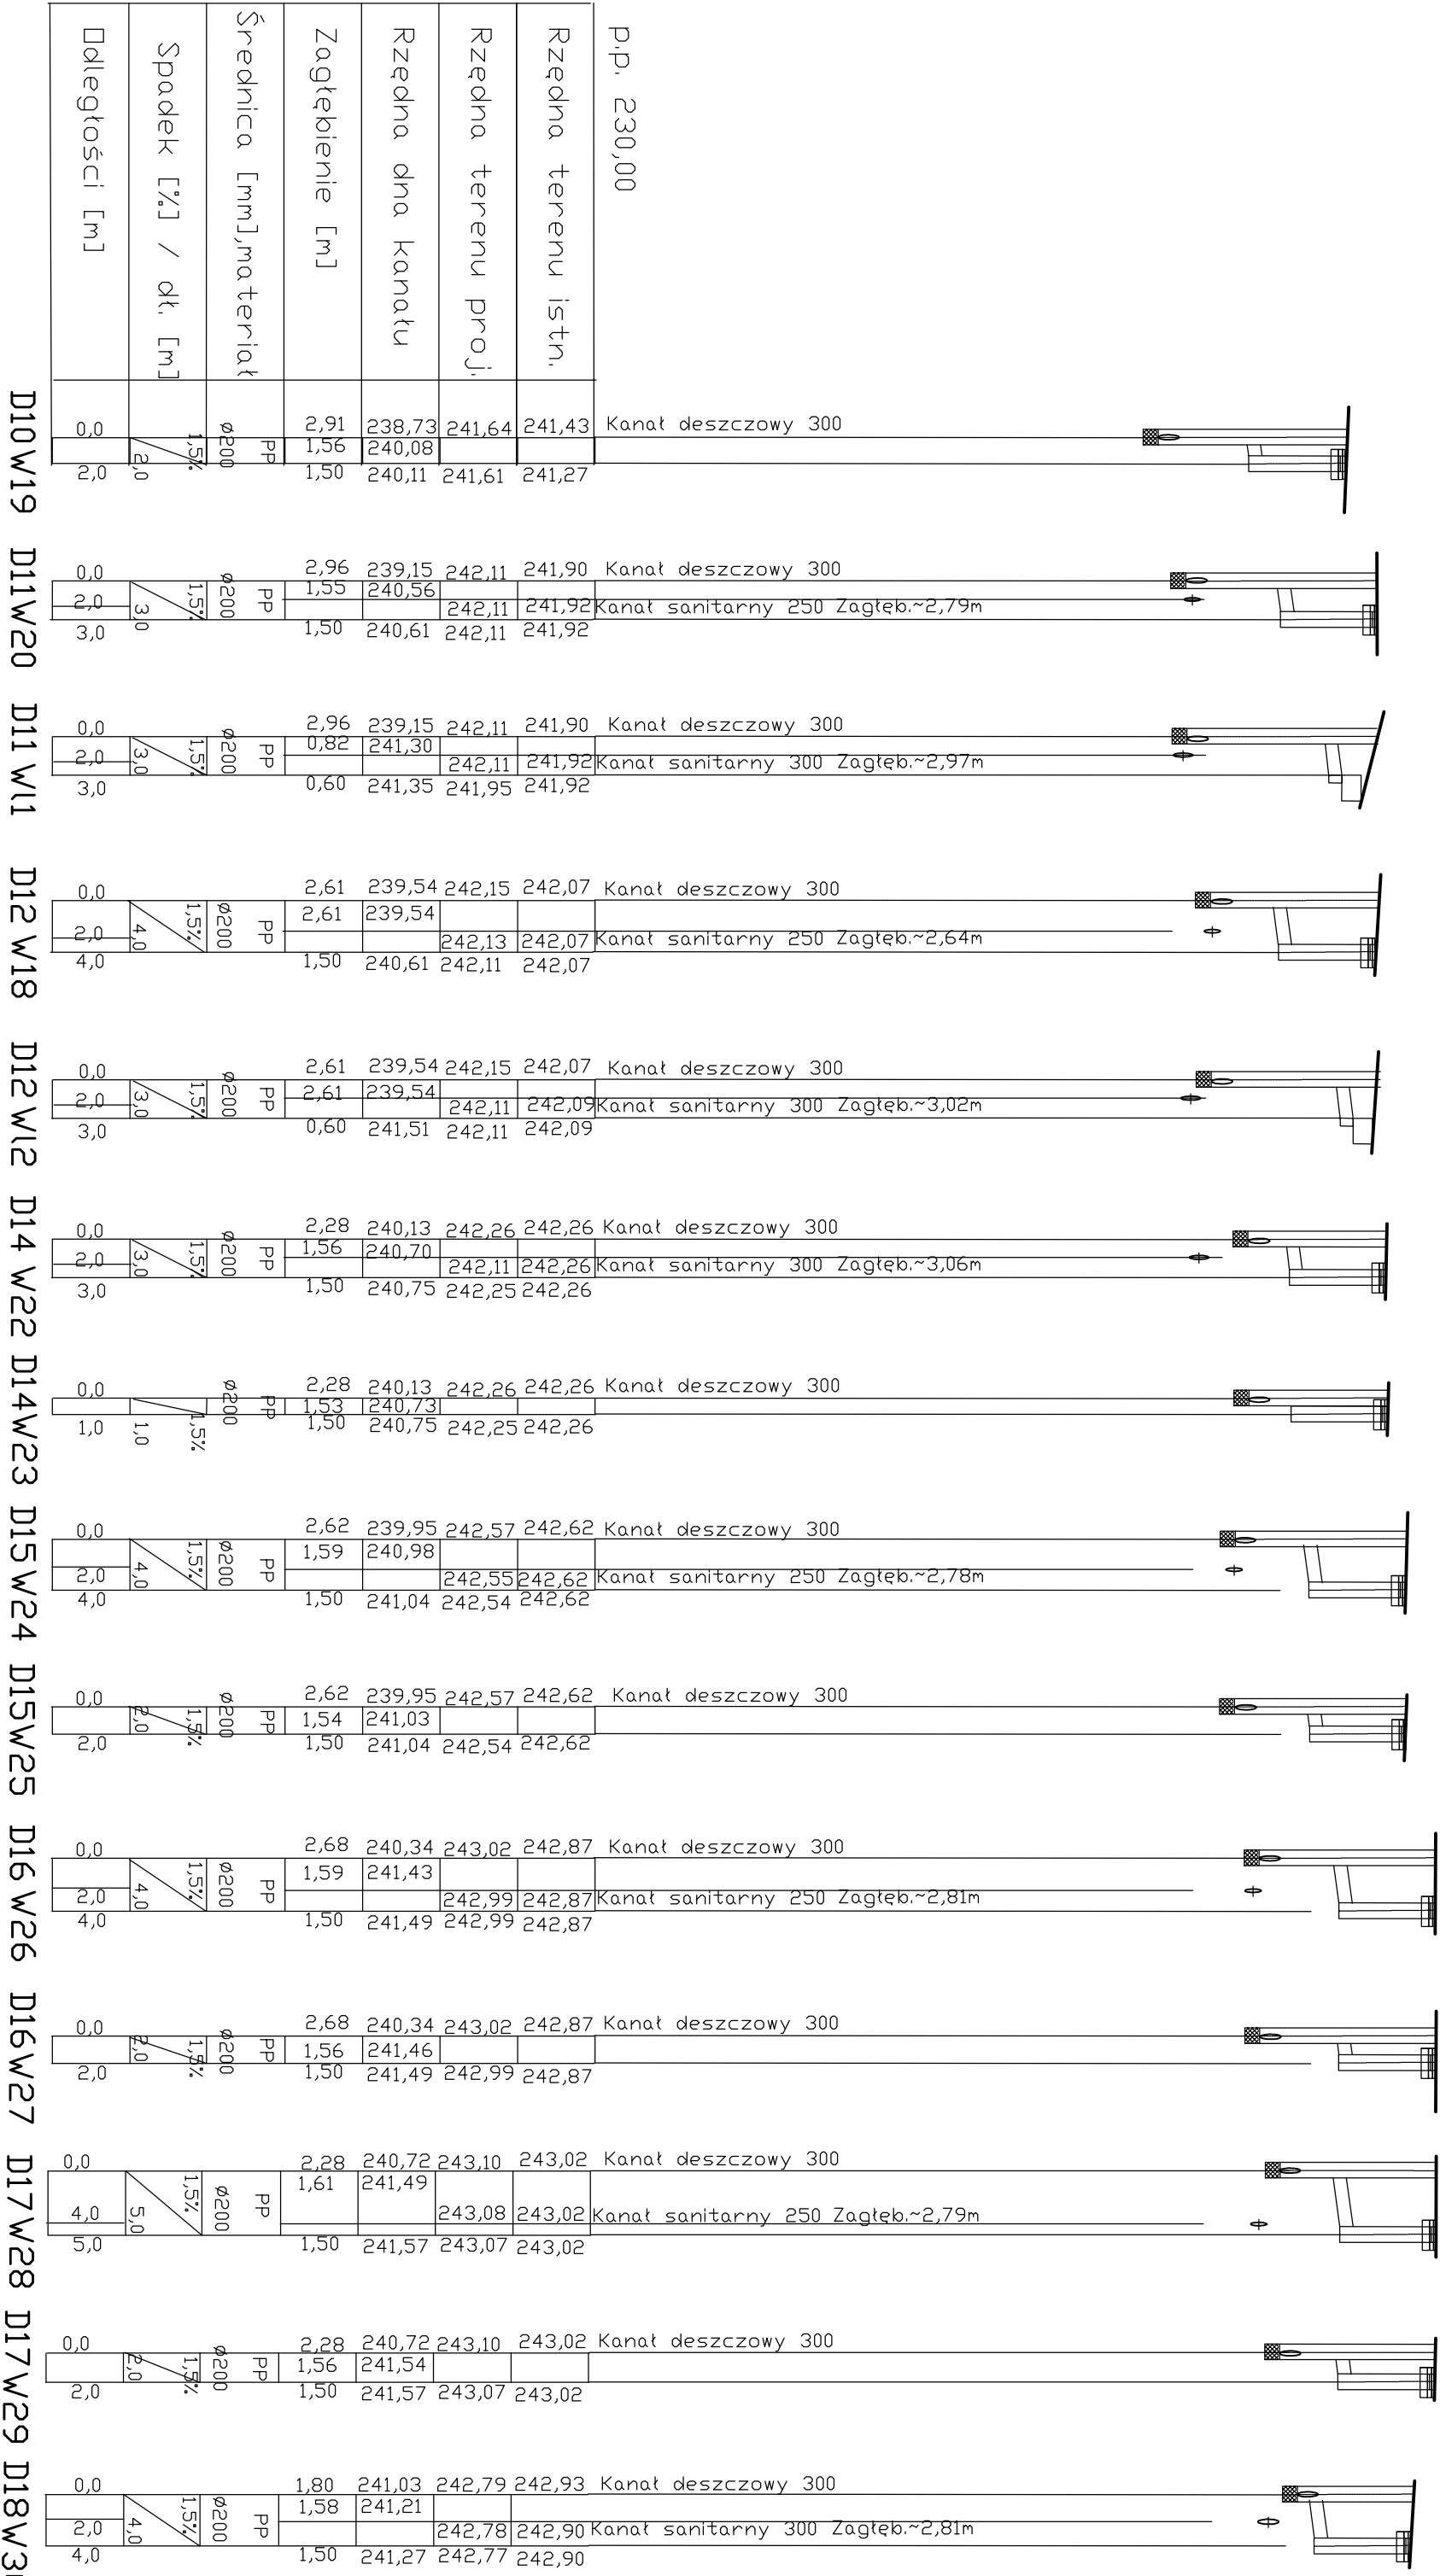 p.p. 230,00
Rzędna terenu istn.
Rzędna terenu proj.
Rzędna dna kanału
Zagłębienie [m]
Średnica [mm],materiał
Spadek [%] / dł. [m]
Odległości [m]
D10 W19
0,0 2,91 238,73 241,64 241,43 Kanał deszczowy 300
2,0 1,5% ø200 PP 1,56 240,08
2,0 1,50 240,11 241,61 241,27
D11 W20
0,0 2,96 239,15 242,11 241,90 Kanał deszczowy 300
3,0 1,5% ø200 PP 1,55 240,56
2,0 242,11 241,92 Kanał sanitarny 250 Zagłęb.~2,79m
3,0 1,50 240,61 242,11 241,92
D11 Wl1
0,0 2,96 239,15 242,11 241,90 Kanał deszczowy 300
3,0 1,5% ø200 PP 0,82 241,30
2,0 242,11 241,92 Kanał sanitarny 300 Zagłęb.~2,97m
3,0 0,60 241,35 241,95 241,92
D12 W18
0,0 2,61 239,54 242,15 242,07 Kanał deszczowy 300
4,0 1,5% ø200 PP 2,61 239,54
2,0 242,13 242,07 Kanał sanitarny 250 Zagłęb.~2,64m
4,0 1,50 240,61 242,11 242,07
D12 Wl2
0,0 2,61 239,54 242,15 242,07 Kanał deszczowy 300
3,0 1,5% ø200 PP 2,61 239,54
2,0 242,11 242,09 Kanał sanitarny 300 Zagłęb.~3,02m
3,0 0,60 241,51 242,11 242,09
D14 W22
0,0 2,28 240,13 242,26 242,26 Kanał deszczowy 300
3,0 1,5% ø200 PP 1,56 240,70
2,0 242,11 242,26 Kanał sanitarny 300 Zagłęb.~3,06m
3,0 1,50 240,75 242,25 242,26
D14W23
0,0 2,28 240,13 242,26 242,26 Kanał deszczowy 300
1,0 1,5% ø200 PP 1,53 240,73
1,0 1,50 240,75 242,25 242,26
D15 W24
0,0 2,62 239,95 242,57 242,62 Kanał deszczowy 300
4,0 1,5% ø200 PP 1,59 240,98
2,0 242,55 242,62 Kanał sanitarny 250 Zagłęb.~2,78m
4,0 1,50 241,04 242,54 242,62
D15W25
0,0 2,62 239,95 242,57 242,62 Kanał deszczowy 300
2,0 1,5% ø200 PP 1,54 241,03
2,0 1,50 241,04 242,54 242,62
D16 W26
0,0 2,68 240,34 243,02 242,87 Kanał deszczowy 300
4,0 1,5% ø200 PP 1,59 241,43
2,0 242,99 242,87 Kanał sanitarny 250 Zagłęb.~2,81m
4,0 1,50 241,49 242,99 242,87
D16W27
0,0 2,68 240,34 243,02 242,87 Kanał deszczowy 300
2,0 1,5% ø200 PP 1,56 241,46
2,0 1,50 241,49 242,99 242,87
D17 W28
0,0 2,28 240,72 243,10 243,02 Kanał deszczowy 300
5,0 1,5% ø200 PP 1,61 241,49
4,0 243,08 243,02 Kanał sanitarny 250 Zagłęb.~2,79m
5,0 1,50 241,57 243,07 243,02
D17 W29
0,0 2,28 240,72 243,10 243,02 Kanał deszczowy 300
2,0 1,5% ø200 PP 1,56 241,54
2,0 1,50 241,57 243,07 243,02
0,0 1,80 241,03 242,79 242,93 Kanał deszczowy 300
4,0 1,5% ø200 PP 1,58 241,21
2,0 242,78 242,90 Kanał sanitarny 300 Zagłęb.~2,81m
4,0 1,50 241,27 242,77 242,90